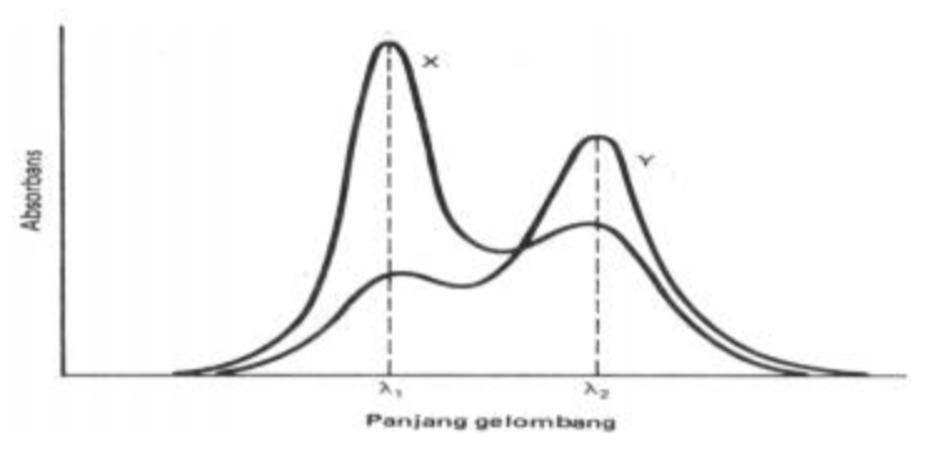 X
Y
Absorbans
λ₁
λ₂
Panjang gelombang